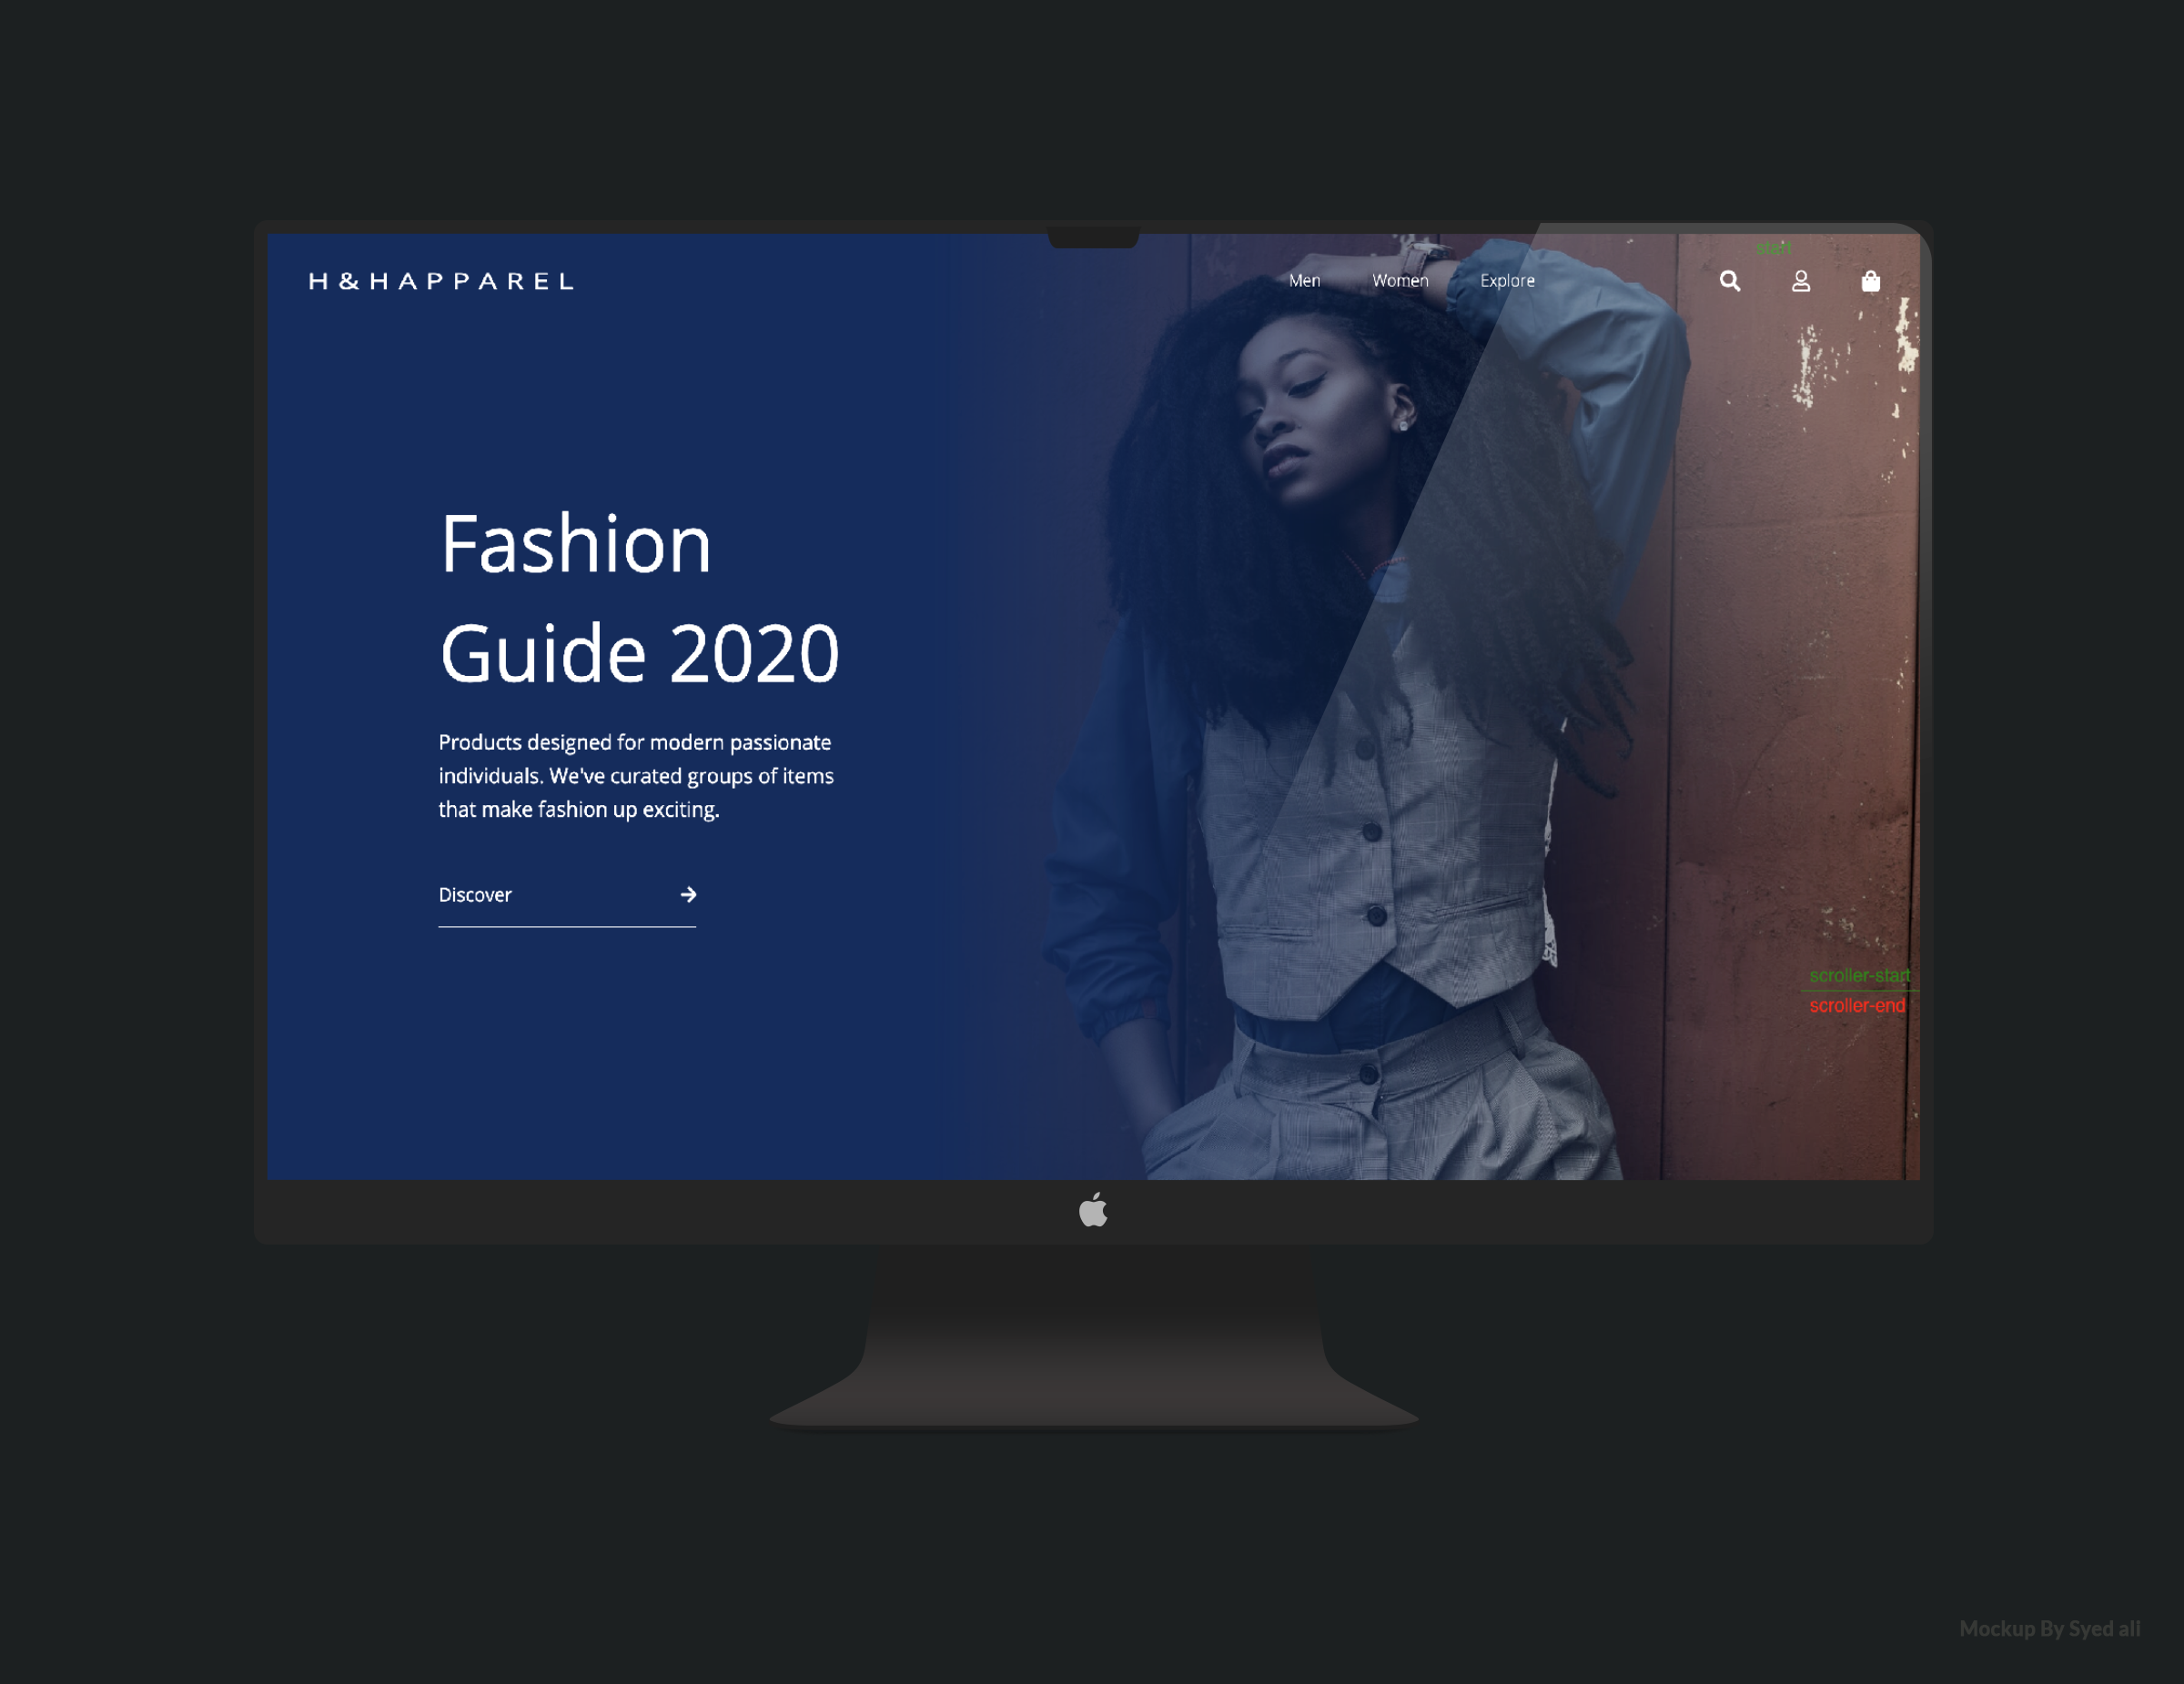 start
H&HAPPAREL
Men
Women
Explore
Fashion
Guide 2020
Products designed for modern passionate
individuals. We've curated groups of items
that make fashion up exciting.
Discover
scroller-start
scroller-end
Mockup By Syed ali